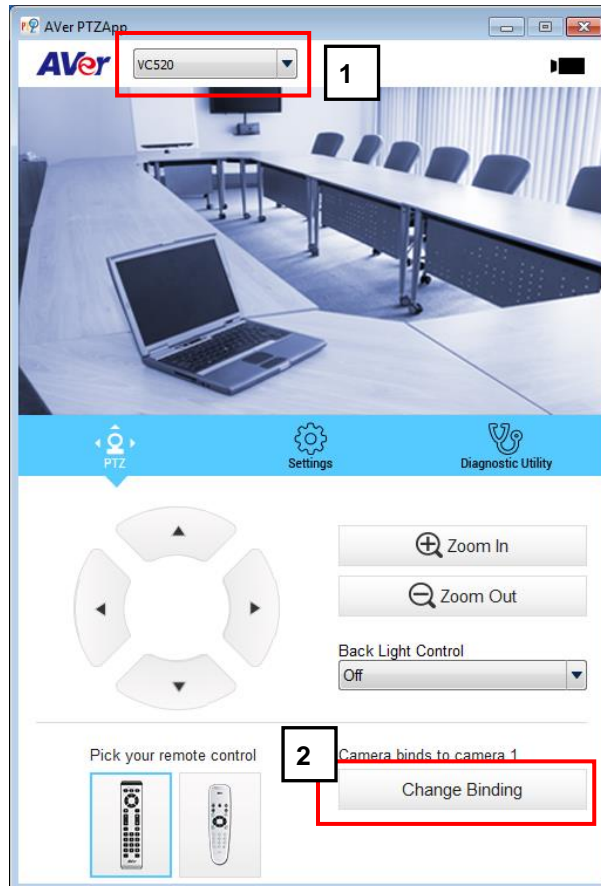 AVer PTZApp
AVer
VC520
1
PTZ
Settings
Diagnostic Utility
Zoom In
Zoom Out
Back Light Control
Off
Pick your remote control
2
Camera binds to camera 1
Change Binding